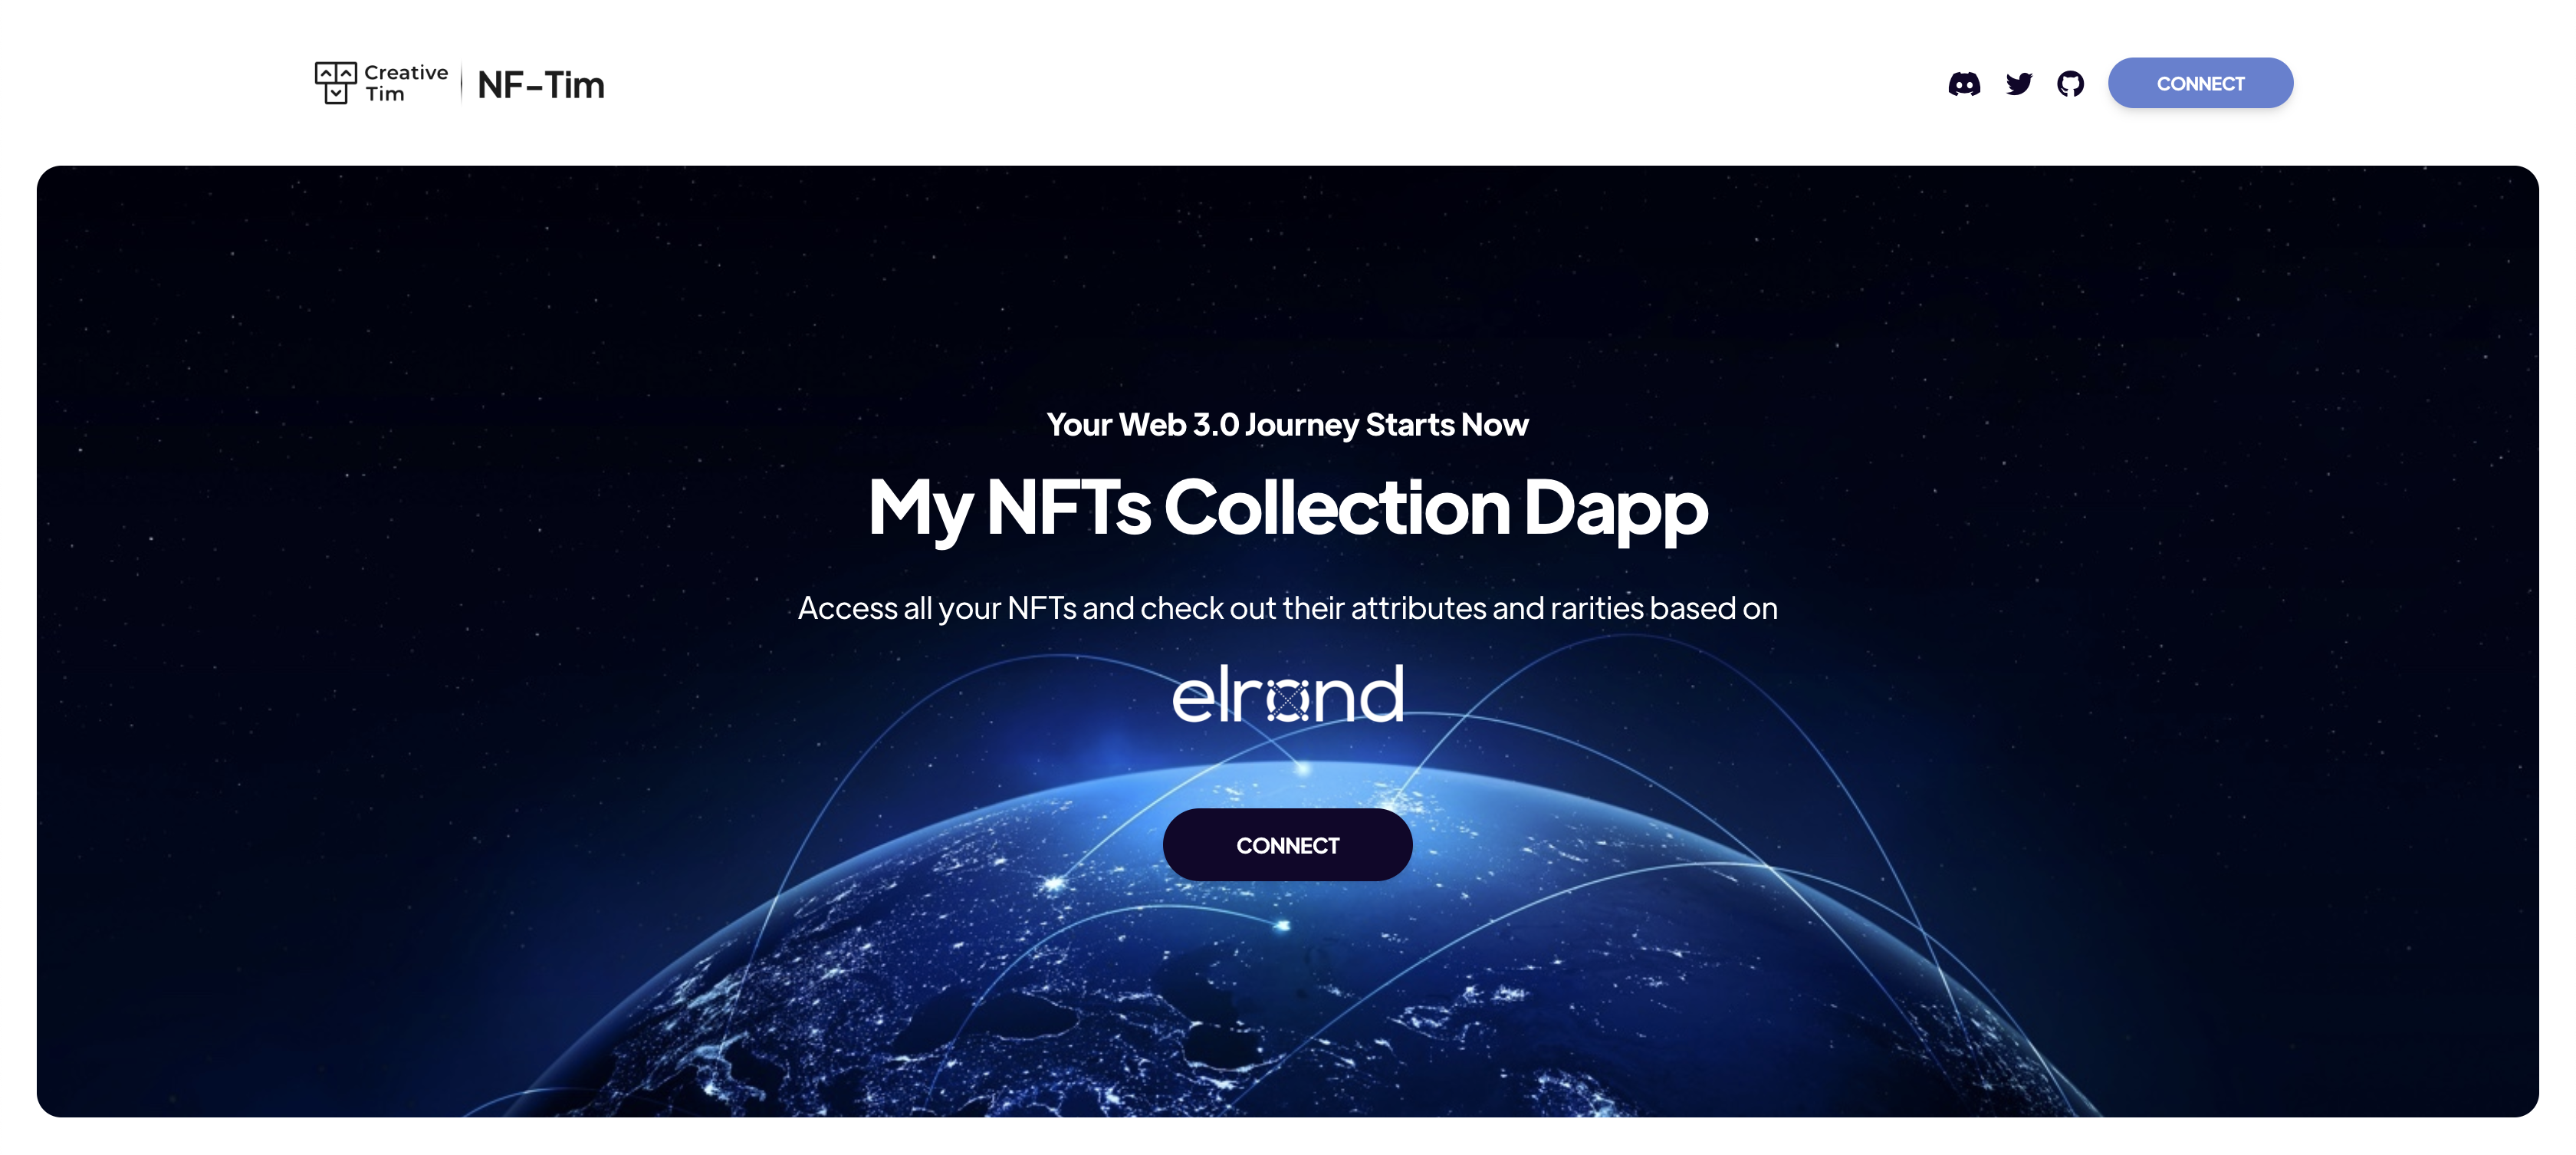 Creative
Tim
NF-Tim
CONNECT
Your Web 3.0 Journey Starts Now
My NFTs Collection Dapp
Access all your NFTs and check out their attributes and rarities based on
elrond
CONNECT